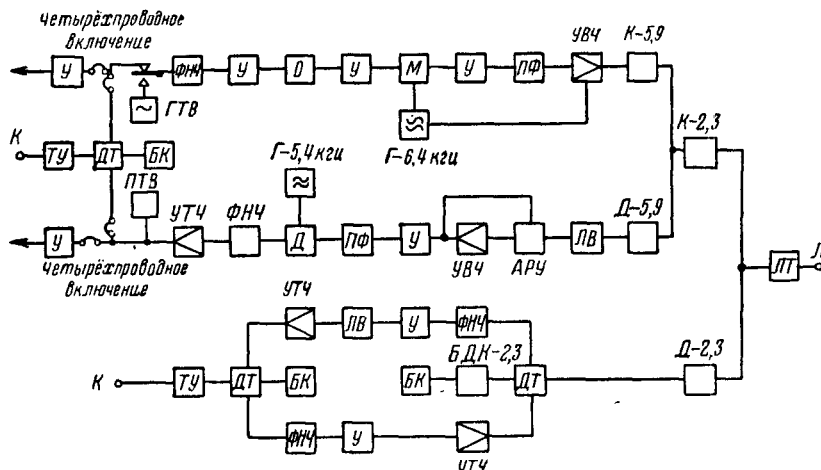 Четырёхпроводное
включение
У
ФНЧ
У
О
У
М
У
ПФ
УВЧ
К-5,9
ГТВ
К
ТУ
ДТ
БК
Г-6,4 кгц
К-2,3
Г-5,4 кгц
ПТВ
УТЧ
ФНЧ
Д
ПФ
У
УВЧ
АРУ
ЛВ
Д-5,9
У
Четырёхпроводное
включение
ЛТ
Л
УТЧ
ЛВ
У
ФНЧ
К
ТУ
ДТ
БК
БК
БДК-2,3
ДТ
Д-2,3
ФНЧ
У
УТЧ